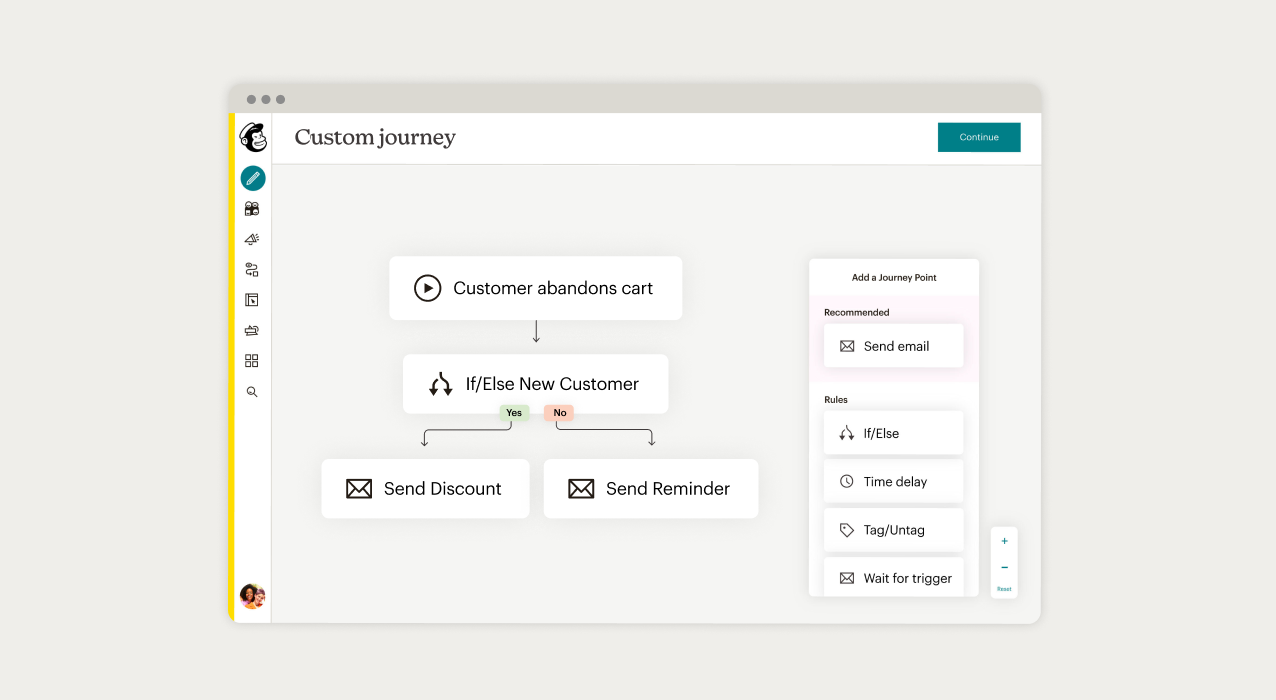 Custom journey
Continue
Customer abandons cart
If/Else New Customer
Yes
No
Send Discount
Send Reminder
Add a Journey Point
Recommended
Send email
Rules
If/Else
Time delay
Tag/Untag
Wait for trigger
+
−
Reset